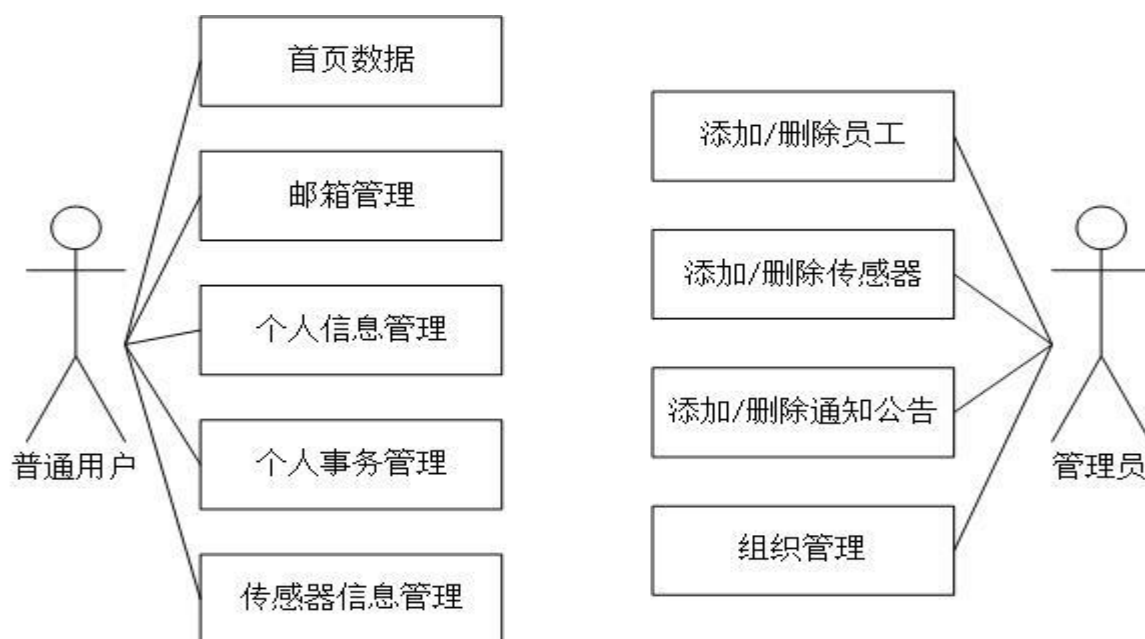 首页数据
邮箱管理
个人信息管理
个人事务管理
传感器信息管理
普通用户
添加/删除员工
添加/删除传感器
添加/删除通知公告
组织管理
管理员